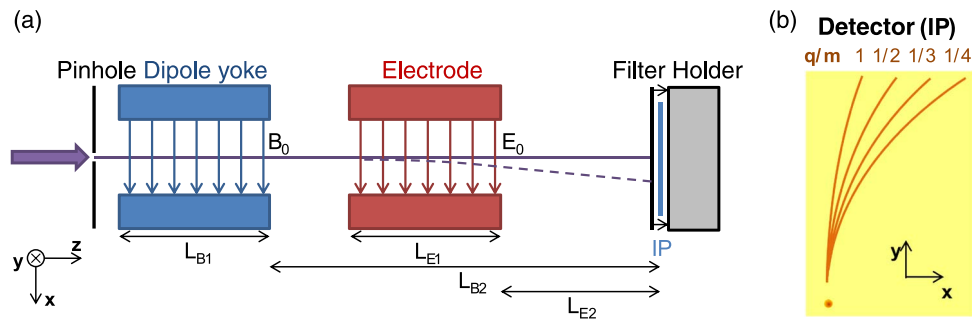 (a)
Pinhole Dipole yoke Electrode Filter Holder
B0 E0
z
y
x
LB1 LE1 IP
LB2
LE2
(b)
Detector (IP)
q/m 1 1/2 1/3 1/4
y
x